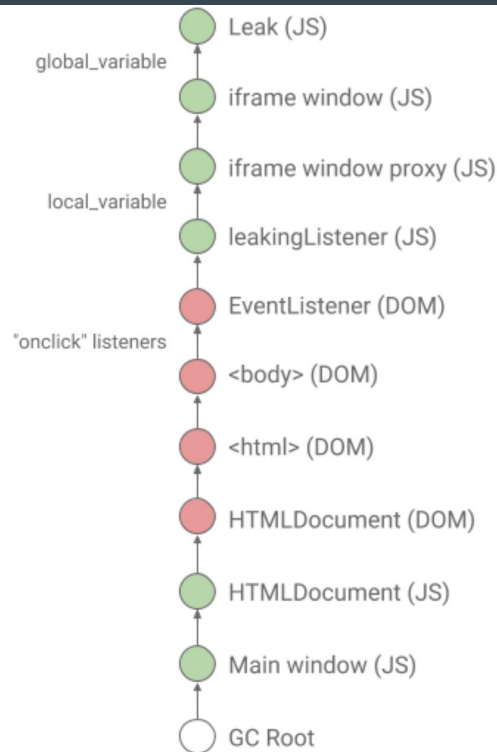 Leak (JS)
global_variable
iframe window (JS)
iframe window proxy (JS)
local_variable
leakingListener (JS)
EventListener (DOM)
"onclick" listeners
<body> (DOM)
<html> (DOM)
HTMLDocument (DOM)
HTMLDocument (JS)
Main window (JS)
GC Root